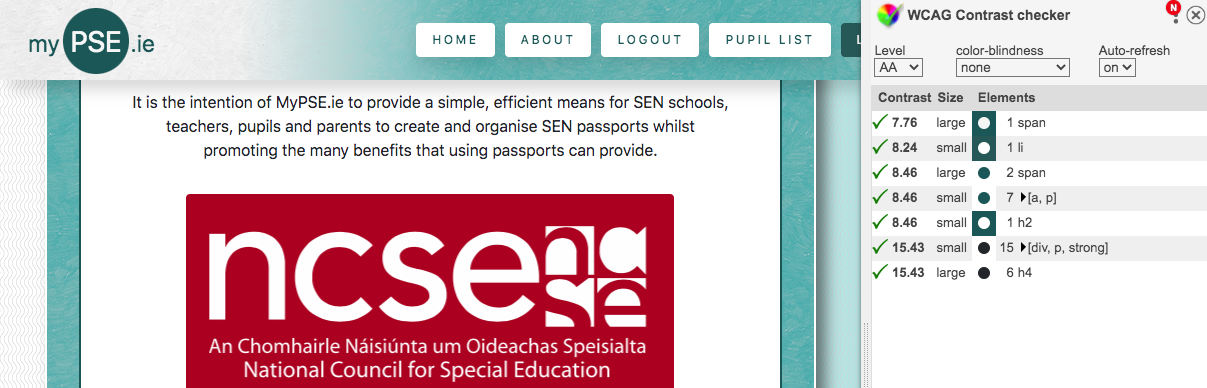 my PSE .ie
HOME
ABOUT
LOGOUT
PUPIL LIST
It is the intention of MyPSE.ie to provide a simple, efficient means for SEN schools,
teachers, pupils and parents to create and organise SEN passports whilst
promoting the many benefits that using passports can provide.
ncse
nc
se
An Chomhairle Náisiúnta um Oideachas Speisialta
National Council for Special Education
N
WCAG Contrast checker
Level color-blindness Auto-refresh
AA none on
Contrast Size Elements
7.76 large 1 span
8.24 small 1 li
8.46 large 2 span
8.46 small 7 [a, p]
8.46 small 1 h2
15.43 small 15 [div, p, strong]
15.43 large 6 h4